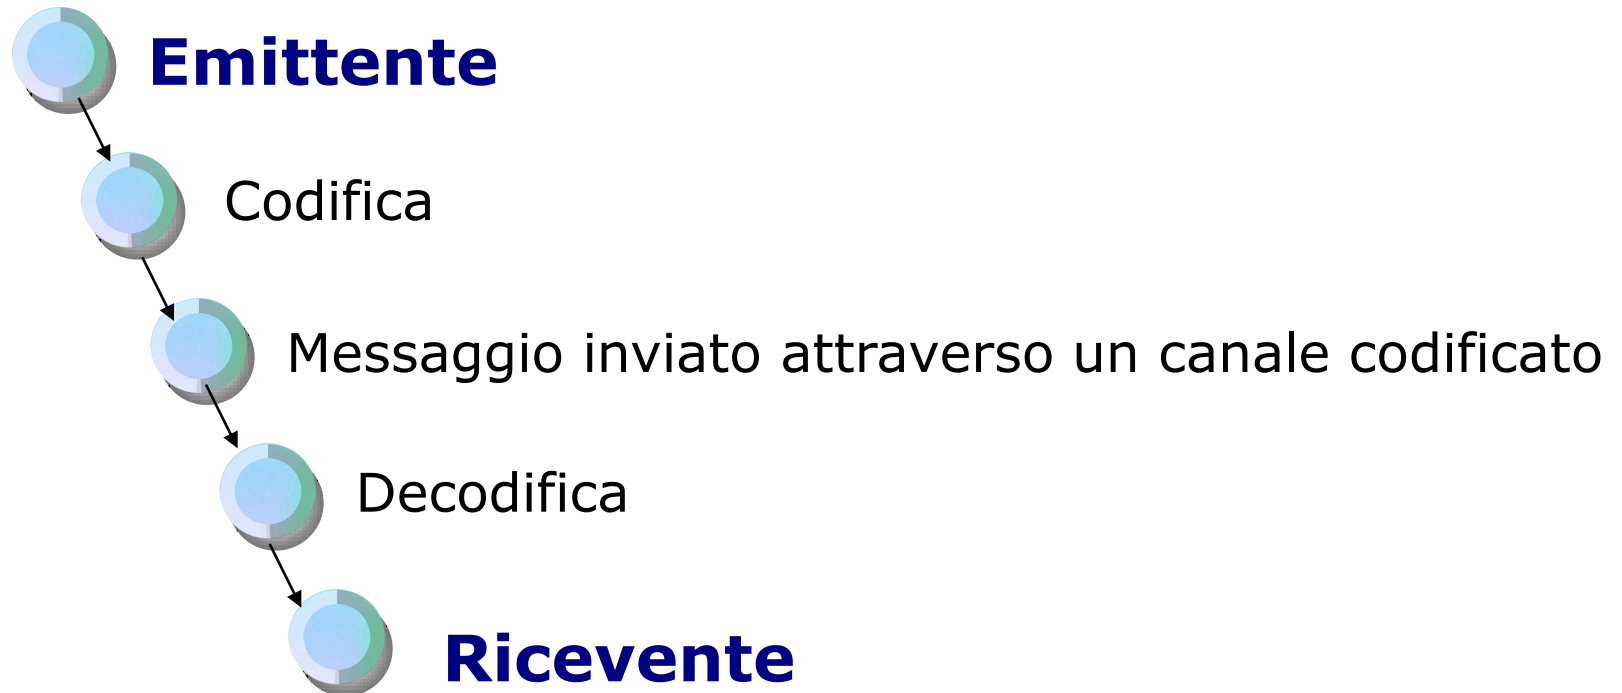 Emittente
Codifica
Messaggio inviato attraverso un canale codificato
Decodifica
Ricevente